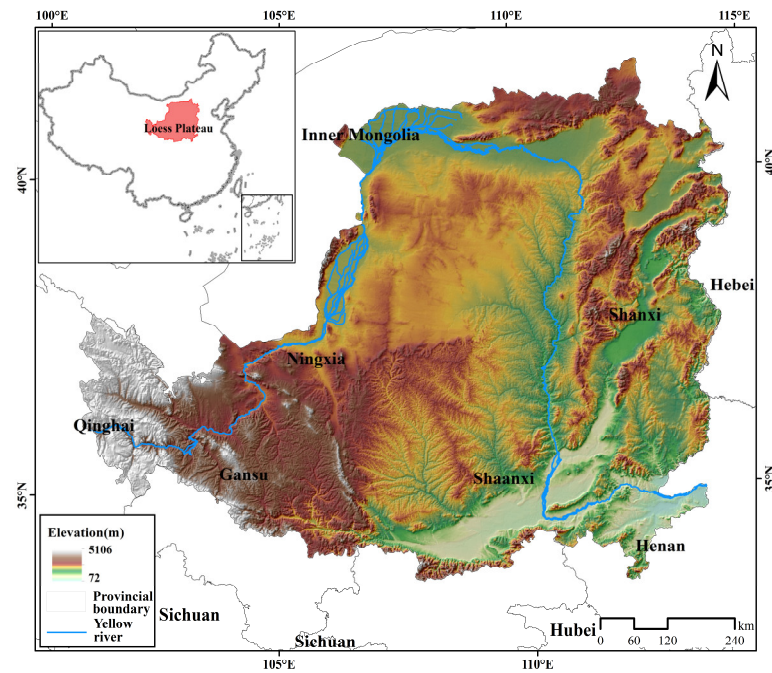 100°E 105°E 110°E 115°E
N
Loess Plateau
Inner Mongolia
40°N
40°N
Hebei
Shanxi
Ningxia
Qinghai
Gansu
Shaanxi
35°N
35°N
Henan
Elevation(m)
5106
72
Provincial
boundary
Yellow
river
Sichuan
Sichuan
Hubei
km
0 60 120 240
105°E 110°E